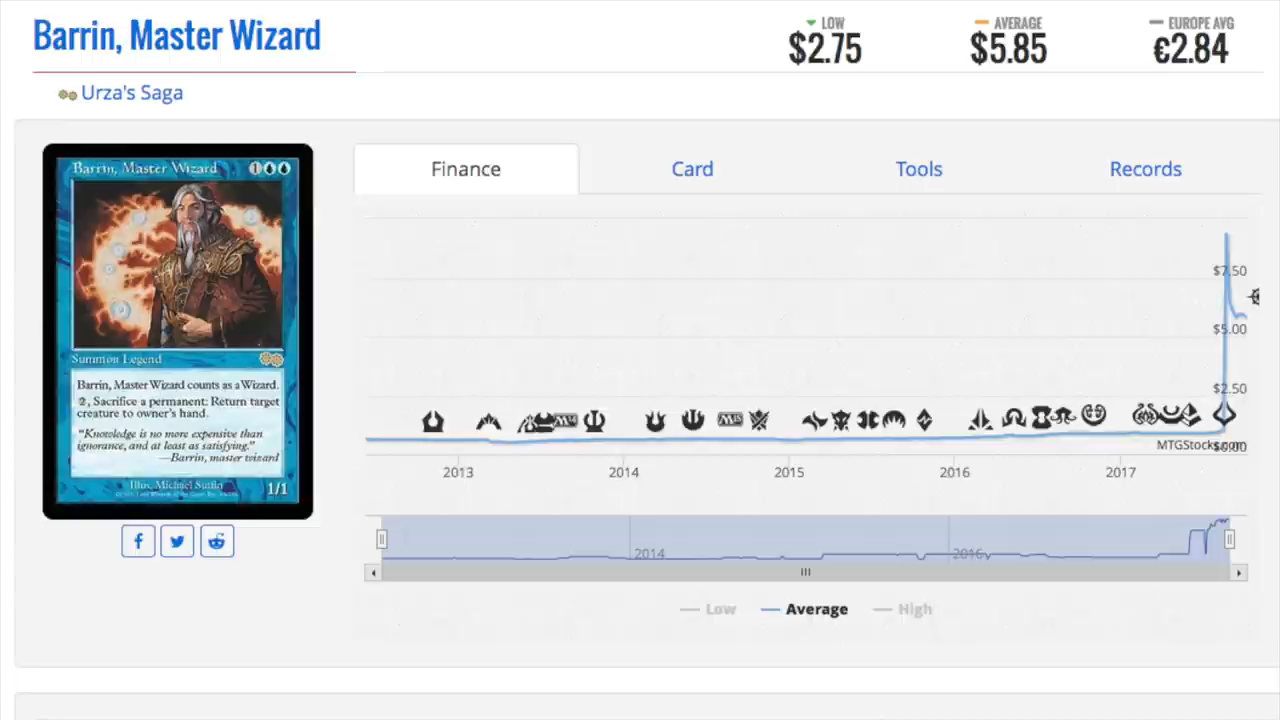 Barrin, Master Wizard
LOW
$2.75
AVERAGE
$5.85
EUROPE AVG
€2.84
Urza's Saga
Barrin, Master Wizard 1
Summon Legend
Barrin, Master Wizard counts as a Wizard.
2, Sacrifice a permanent: Return target
creature to owner's hand.
"Knowledge is no more expensive than
ignorance, and at least as satisfying."
—Barrin, master wizard
Illus. Michael Sutfin
1/1
Finance
Card
Tools
Records
$7.50
$5.00
$2.50
$0.00
MTGStocks.com
2013
2014
2015
2016
2017
2014
2016
Low
Average
High